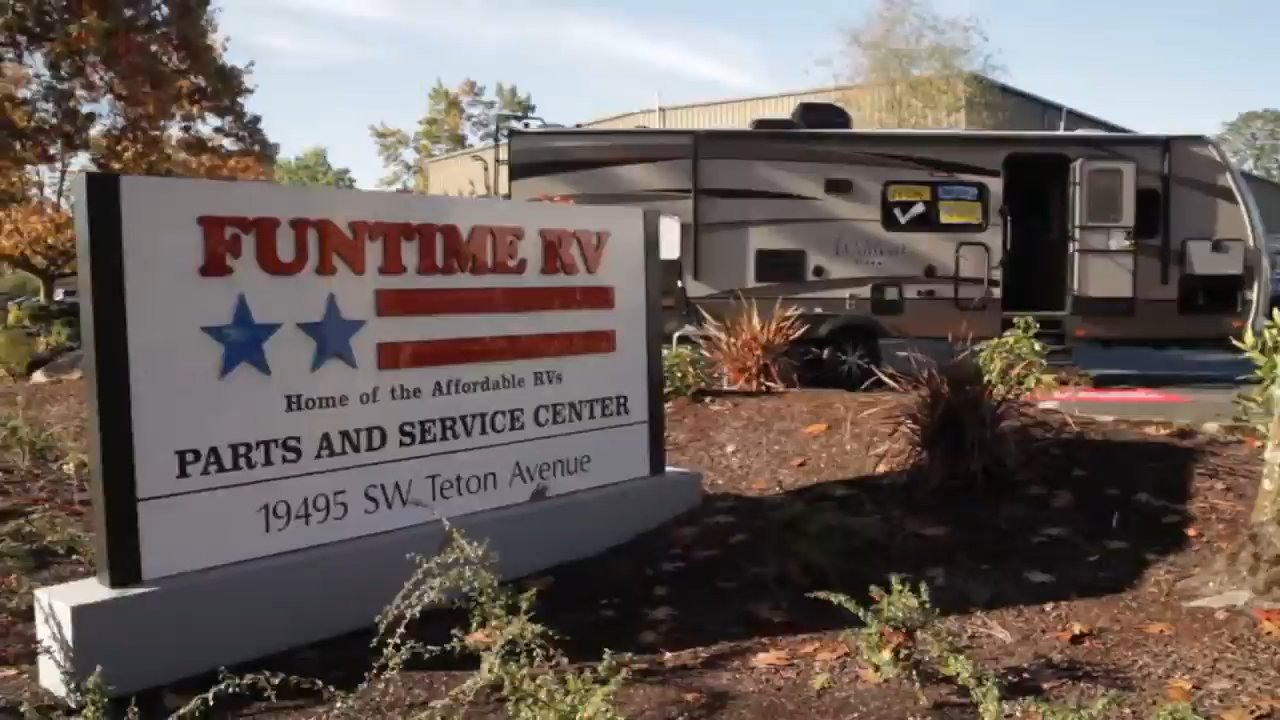 FUNTIME RV
Home of the Affordable RVs
PARTS AND SERVICE CENTER
19495 SW Teton Avenue